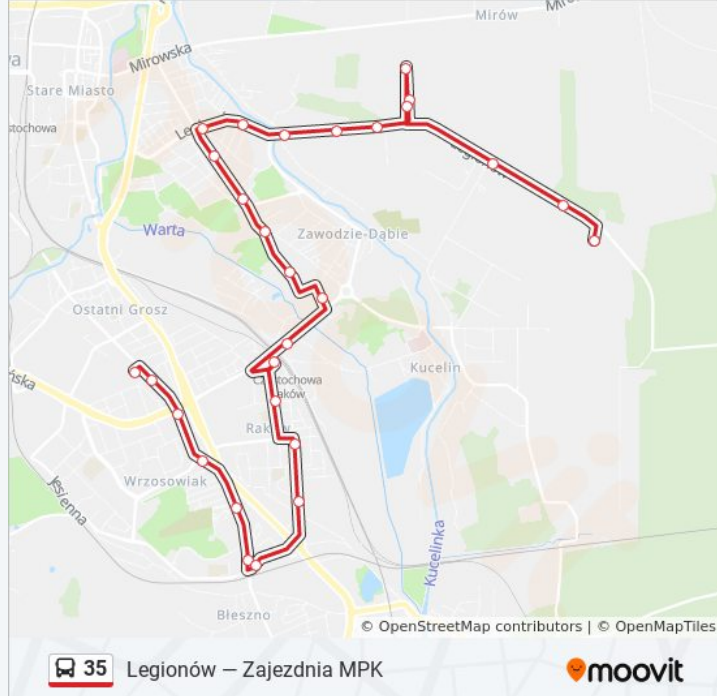 Mirów
Mirowska
Stare Miasto
Warta
Zawodzie-Dąbie
Ostatni Grosz
Kucelin
Wrzosowiak
Jesienna
Kucelinka
Błeszno
© OpenStreetMap contributors | © OpenMapTiles
35 Legionów — Zajezdnia MPK
moovit